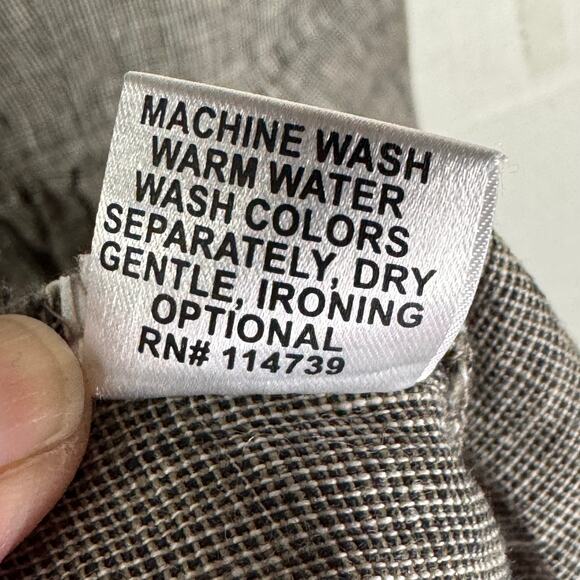 MACHINE WASH
WARM WATER
WASH COLORS
SEPARATELY, DRY
GENTLE, IRONING
OPTIONAL
RN# 114739